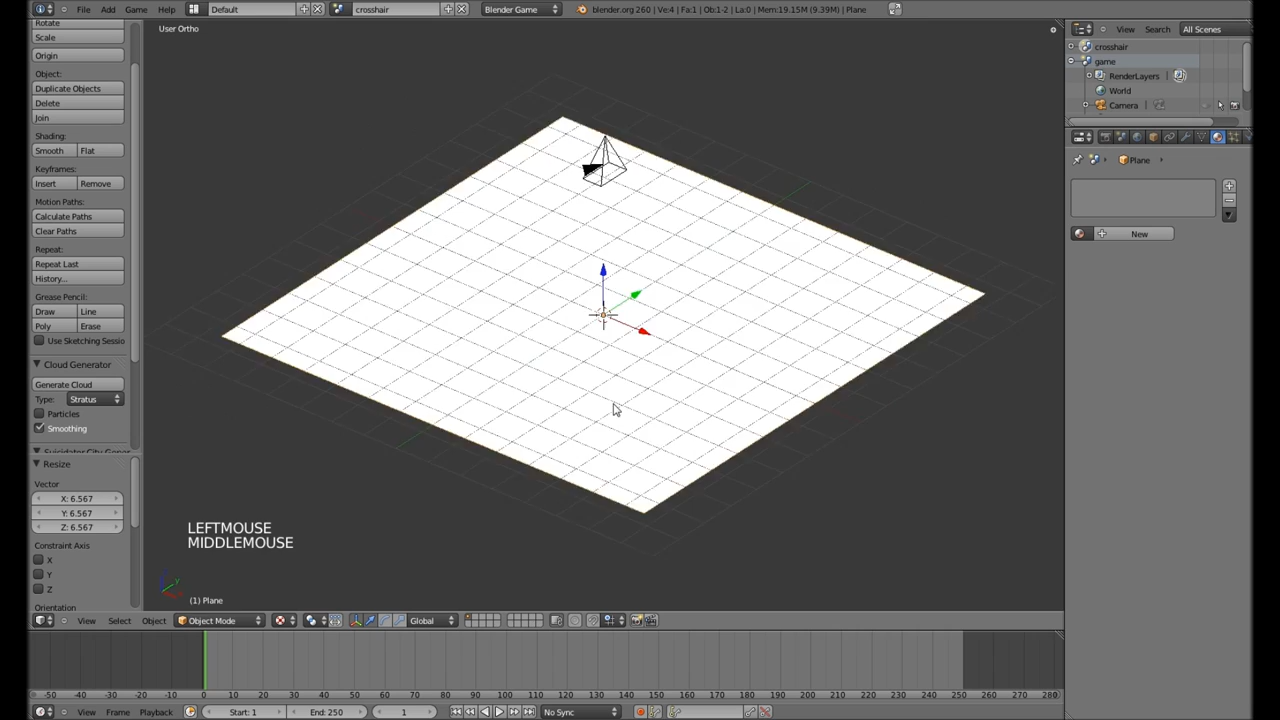 File Add Game Help Default crosshair Blender Game blender.org 260 | Ve:4 | Fa:1 | Ob:1-2 | La:0 | Mem:19.15M (9.39M) | Plane
Rotate
Scale
Origin
Object:
Duplicate Objects
Delete
Join
Shading:
Smooth Flat
Keyframes:
Insert Remove
Motion Paths:
Calculate Paths
Clear Paths
Repeat:
Repeat Last
History...
Grease Pencil:
Draw Line
Poly Erase
Use Sketching Sessio
Cloud Generator
Generate Cloud
Type: Stratus
Particles
Smoothing
Suicidator City Gener
Resize
Vector
X: 6.567
Y: 6.567
Z: 6.567
Constraint Axis
X
Y
Z
Orientation
User Ortho
LEFTMOUSE
MIDDLEMOUSE
(1) Plane
View Select Object Object Mode Global
View Search All Scenes
crosshair
game
RenderLayers |
World
Camera
Plane
New
-50 -40 -30 -20 -10 0 10 20 30 40 50 60 70 80 90 100 110 120 130 140 150 160 170 180 190 200 210 220 230 240 250 260 270 280
View Frame Playback Start: 1 End: 250 1 No Sync